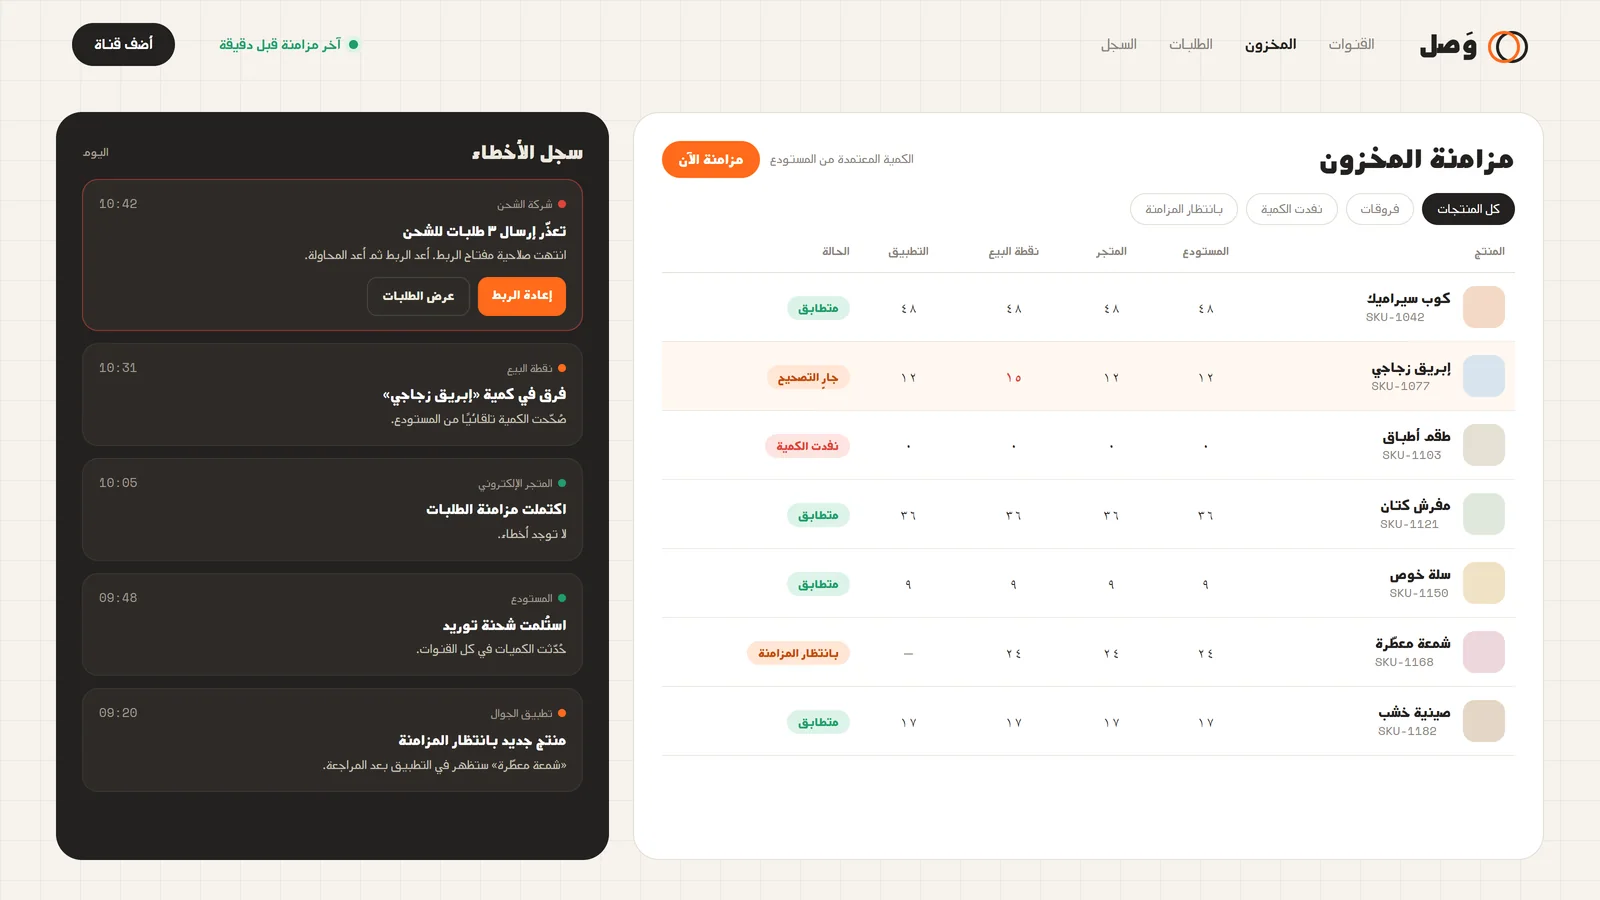 وَصل
القنوات
المخزون
الطلبات
السجل
آخر مزامنة قبل دقيقة
أضف قناة
مزامنة المخزون
الكمية المعتمدة من المستودع
مزامنة الآن
كل المنتجات
فروقات
نفدت الكمية
بانتظار المزامنة
المنتج المستودع المتجر نقطة البيع التطبيق الحالة
كوب سيراميك
SKU-1042
٤٨ ٤٨ ٤٨ ٤٨ متطابق
إبريق زجاجي
SKU-1077
١٢ ١٢ ١٥ ١٢ جارٍ التصحيح
طقم أطباق
SKU-1103
٠ ٠ ٠ ٠ نفدت الكمية
مفرش كتان
SKU-1121
٣٦ ٣٦ ٣٦ ٣٦ متطابق
سلة خوص
SKU-1150
٩ ٩ ٩ ٩ متطابق
شمعة معطّرة
SKU-1168
٢٤ ٢٤ ٢٤ — بانتظار المزامنة
صينية خشب
SKU-1182
١٧ ١٧ ١٧ ١٧ متطابق
سجل الأخطاء
اليوم
شركة الشحن 10:42
تعذّر إرسال ٣ طلبات للشحن
انتهت صلاحية مفتاح الربط. أعد الربط ثم أعد المحاولة.
إعادة الربط
عرض الطلبات
نقطة البيع 10:31
فرق في كمية «إبريق زجاجي»
صُحّحت الكمية تلقائيًا من المستودع.
المتجر الإلكتروني 10:05
اكتملت مزامنة الطلبات
لا توجد أخطاء.
المستودع 09:48
استُلمت شحنة توريد
حُدّثت الكميات في كل القنوات.
تطبيق الجوال 09:20
منتج جديد بانتظار المزامنة
«شمعة معطّرة» ستظهر في التطبيق بعد المراجعة.